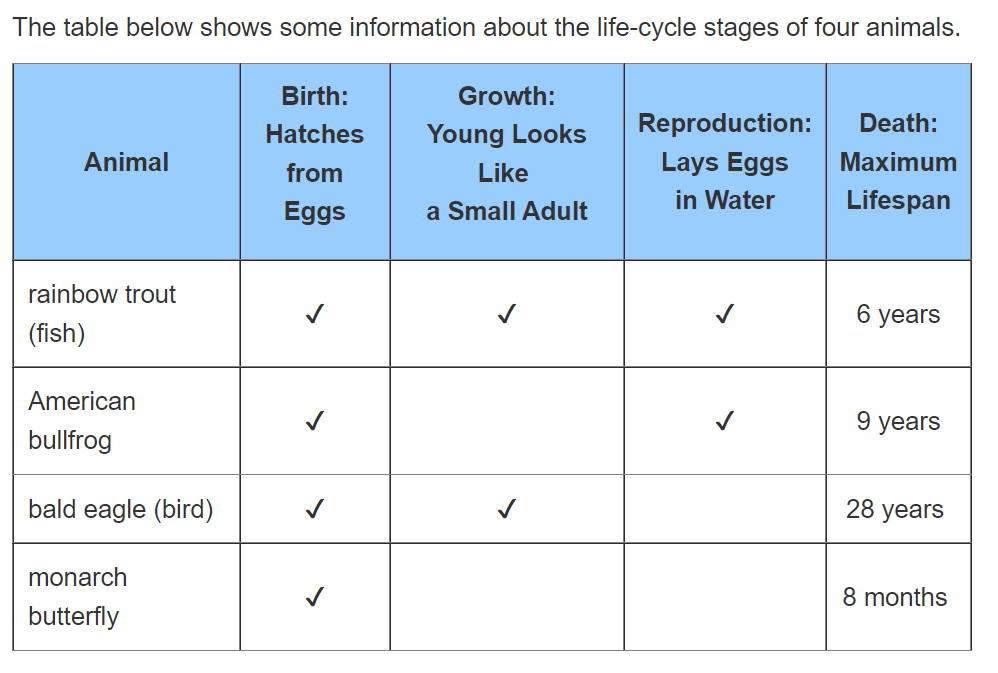 The table below shows some information about the life-cycle stages of four animals.
Animal
Birth:
Hatches
from
Eggs
Growth:
Young Looks
Like
a Small Adult
Reproduction:
Lays Eggs
in Water
Death:
Maximum
Lifespan
rainbow trout
(fish)
✓
✓
✓
6 years
American
bullfrog
✓
✓
9 years
bald eagle (bird)
✓
✓
28 years
monarch
butterfly
✓
8 months